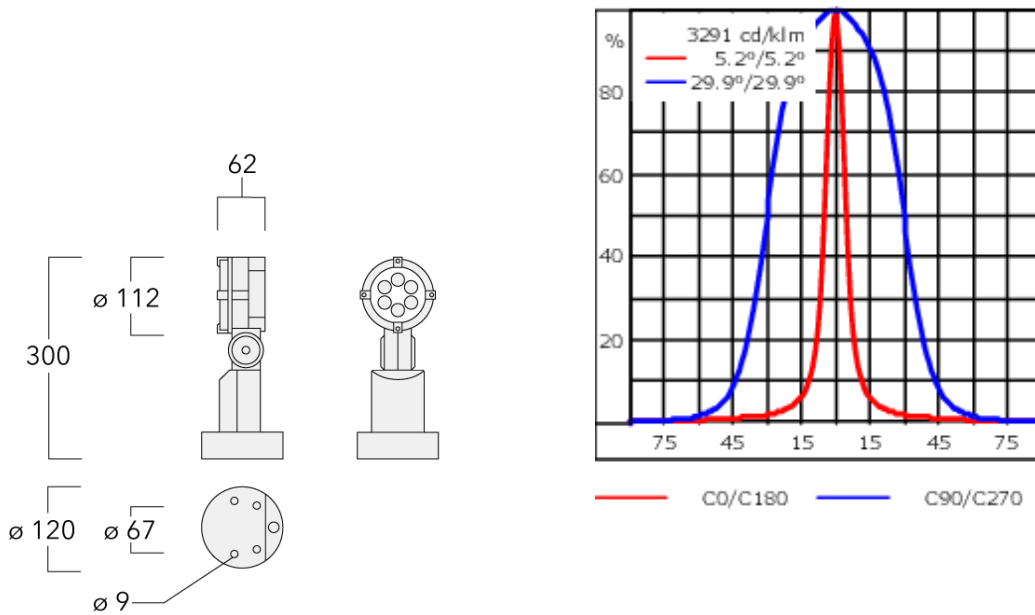 62
ø 112
300
ø 120
ø 67
ø 9
%
3291 cd/klm
5.2º/5.2º
29.9º/29.9º
80
60
40
20
75 45 15 15 45 75
C0/C180 C90/C270